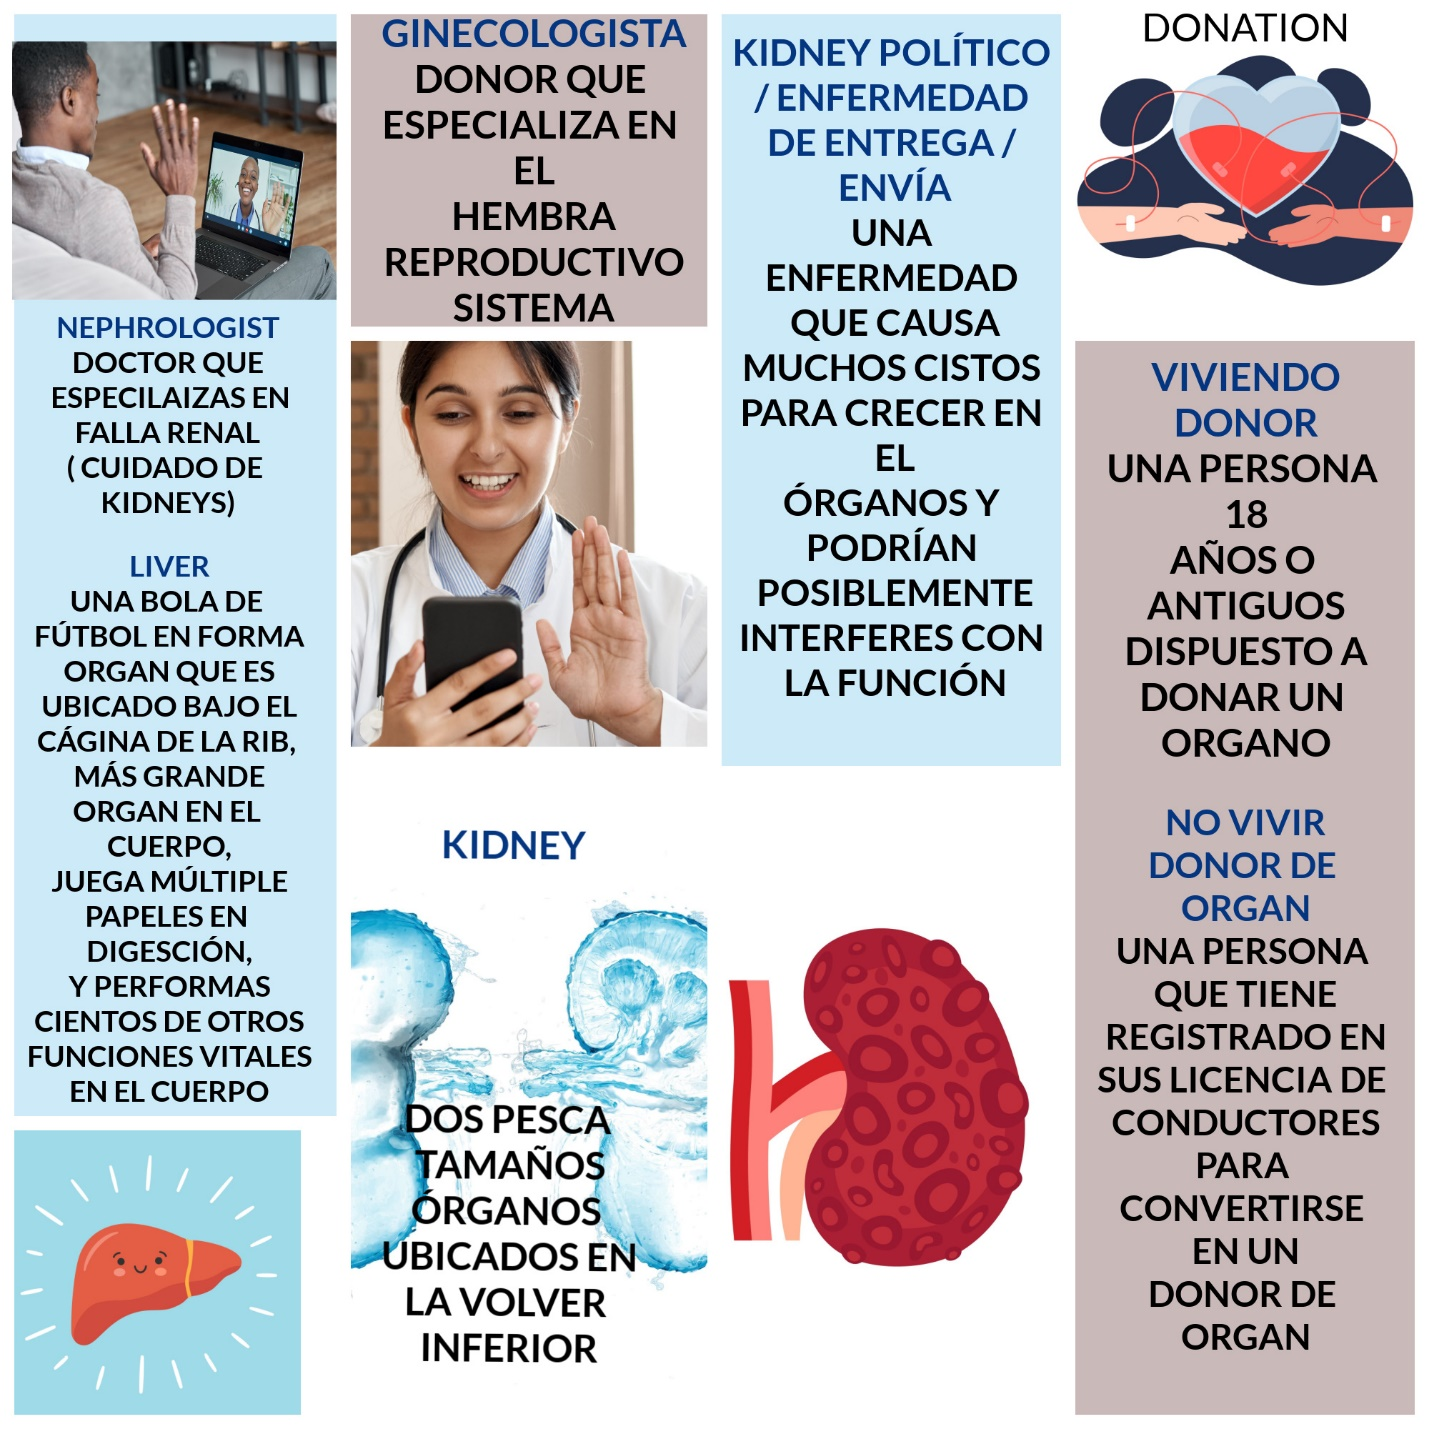 NEPHROLOGIST
DOCTOR QUE
ESPECILAIZAS EN
FALLA RENAL
( CUIDADO DE
KIDNEYS)
LIVER
UNA BOLA DE
FÚTBOL EN FORMA
ORGAN QUE ES
UBICADO BAJO EL
CÁGINA DE LA RIB,
MÁS GRANDE
ORGAN EN EL
CUERPO,
JUEGA MÚLTIPLE
PAPELES EN
DIGESCIÓN,
Y PERFORMAS
CIENTOS DE OTROS
FUNCIONES VITALES
EN EL CUERPO
GINECOLOGISTA
DONOR QUE
ESPECIALIZA EN
EL
HEMBRA
REPRODUCTIVO
SISTEMA
KIDNEY
DOS PESCA
TAMAÑOS
ÓRGANOS
UBICADOS EN
LA VOLVER
INFERIOR
KIDNEY POLÍTICO
/ ENFERMEDAD
DE ENTREGA /
ENVÍA
UNA
ENFERMEDAD
QUE CAUSA
MUCHOS CISTOS
PARA CRECER EN
EL
ÓRGANOS Y
PODRÍAN
POSIBLEMENTE
INTERFERES CON
LA FUNCIÓN
DONATION
VIVIENDO
DONOR
UNA PERSONA
18
AÑOS O
ANTIGUOS
DISPUESTO A
DONAR UN
ORGANO
NO VIVIR
DONOR DE
ORGAN
UNA PERSONA
QUE TIENE
REGISTRADO EN
SUS LICENCIA DE
CONDUCTORES
PARA
CONVERTIRSE
EN UN
DONOR DE
ORGAN